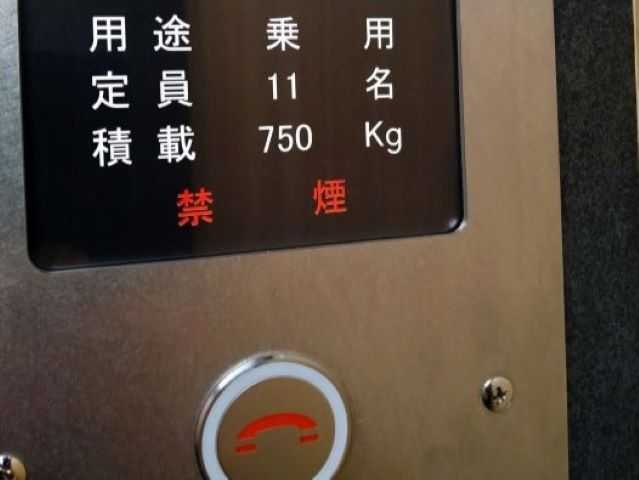 用途 乗用
定員 11 名
積載 750 Kg
禁煙